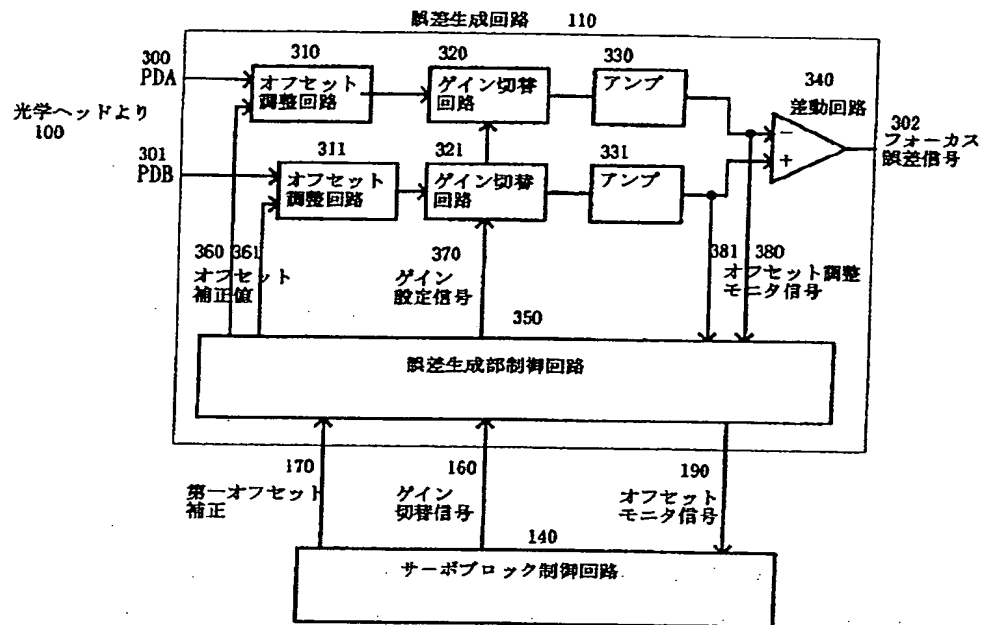 誤差生成回路 110
300
PDA
310
オフセット
調整回路
320
ゲイン切替
回路
330
アンプ
340
差動回路
−
+
302
フォーカス
誤差信号
光学ヘッドより
100
301
PDB
311
オフセット
調整回路
321
ゲイン切替
回路
331
アンプ
360 361
オフセット
補正値
370
ゲイン
設定信号
381 380
オフセット調整
モニタ信号
350
誤差生成部制御回路
170
第一オフセット
補正
160
ゲイン
切替信号
190
オフセット
モニタ信号
140
サーボブロック制御回路